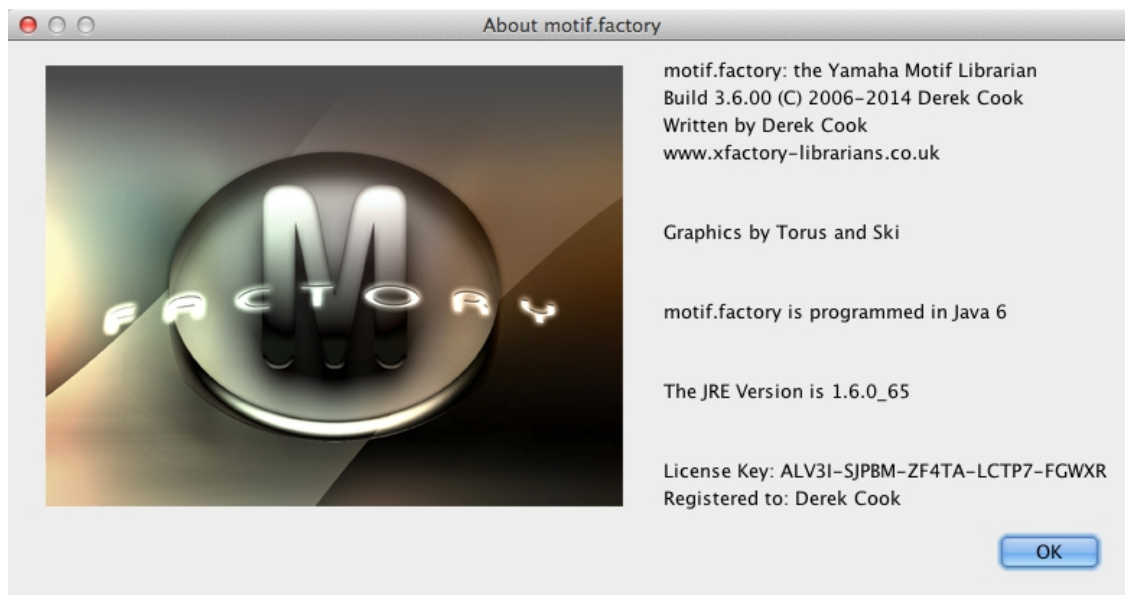 About motif.factory
M
FACTORY
motif.factory: the Yamaha Motif Librarian
Build 3.6.00 (C) 2006-2014 Derek Cook
Written by Derek Cook
www.xfactory-librarians.co.uk
Graphics by Torus and Ski
motif.factory is programmed in Java 6
The JRE Version is 1.6.0_65
License Key: ALV3I-SJPBM-ZF4TA-LCTP7-FGWXR
Registered to: Derek Cook
OK